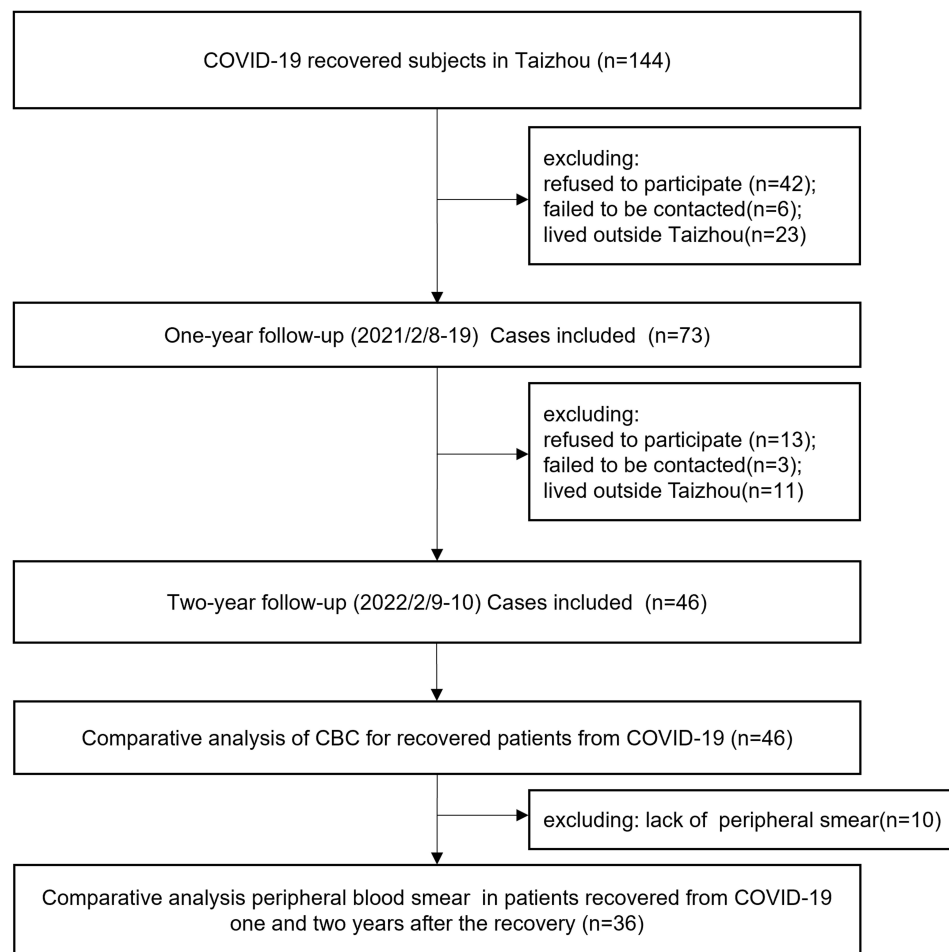 COVID-19 recovered subjects in Taizhou (n=144)
excluding:
refused to participate (n=42);
failed to be contacted(n=6);
lived outside Taizhou(n=23)
One-year follow-up (2021/2/8-19)  Cases included  (n=73)
excluding:
refused to participate (n=13);
failed to be contacted(n=3);
lived outside Taizhou(n=11)
Two-year follow-up (2022/2/9-10) Cases included  (n=46)
Comparative analysis of CBC for recovered patients from COVID-19 (n=46)
excluding: lack of  peripheral smear(n=10)
Comparative analysis peripheral blood smear  in patients recovered from COVID-19
one and two years after the recovery (n=36)